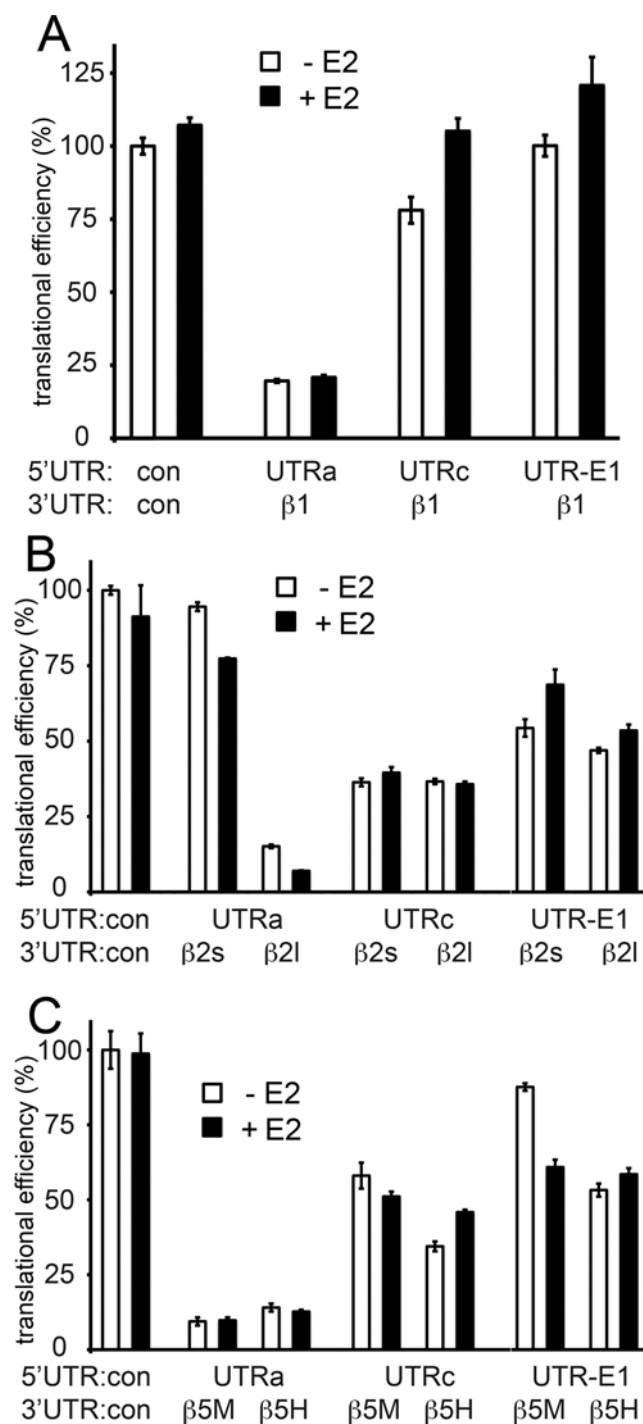 A
- E2
+ E2
translational efficiency (%)
125
100
75
50
25
0
5'UTR: con UTRa UTRc UTR-E1
3'UTR: con β1 β1 β1
B
- E2
+ E2
translational efficiency (%)
100
75
50
25
0
5'UTR:con UTRa UTRc UTR-E1
3'UTR:con β2s β2l β2s β2l β2s β2l
C
- E2
+ E2
translational efficiency (%)
100
75
50
25
0
5'UTR:con UTRa UTRc UTR-E1
3'UTR:con β5M β5H β5M β5H β5M β5H